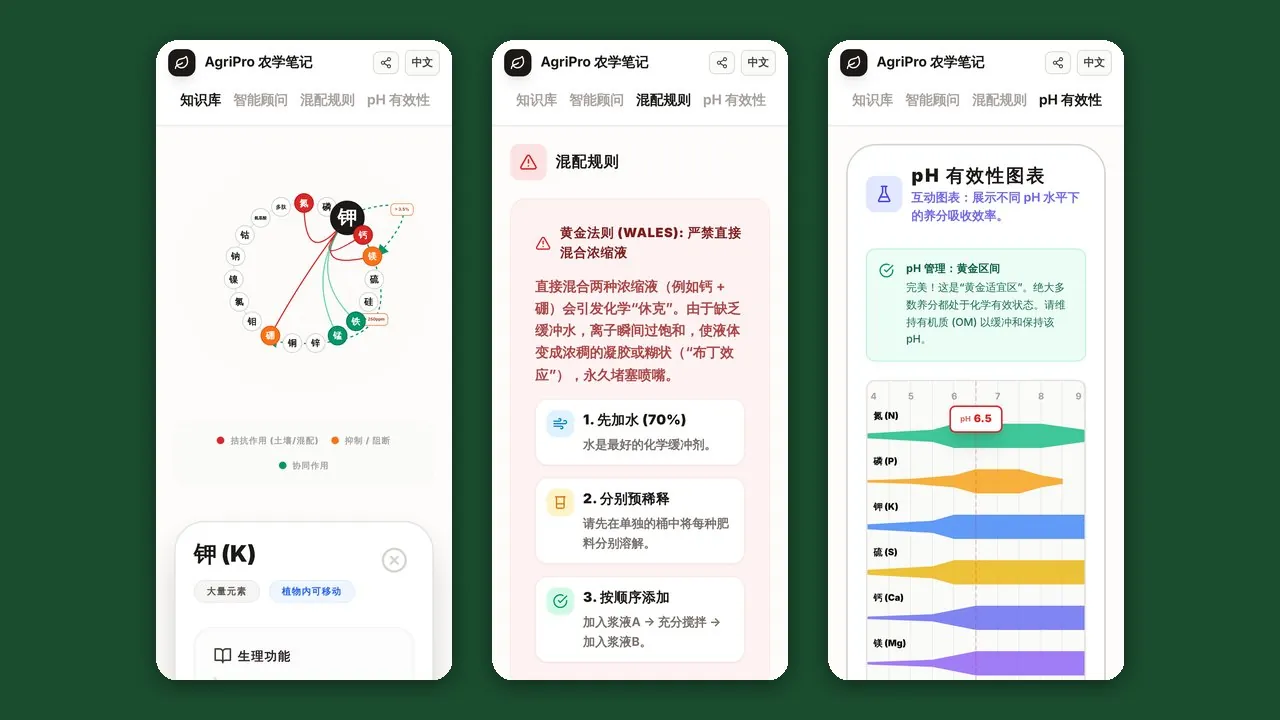 AgriPro 农学笔记
中文
知识库 智能顾问 混配规则 pH 有效性
氮
磷
钾
钙
镁
硫
硅
铁
锰
锌
铜
硼
钼
氯
镍
钠
钴
氨基酸
多肽
> 3.5%
拮抗作用 (土壤/混配)
抑制 / 阻断
协同作用
钾 (K)
大量元素
植物内可移动
生理功能
AgriPro 农学笔记
中文
知识库 智能顾问 混配规则 pH 有效性
混配规则
黄金法则 (WALES): 严禁直接
混合浓缩液
直接混合两种浓缩液（例如钙 +
硼）会引发化学“休克”。由于缺乏
缓冲水，离子瞬间过饱和，使液体
变成浓稠的凝胶或糊状（“布丁效
应”），永久堵塞喷嘴。
1. 先加水 (70%)
水是最好的化学缓冲剂。
2. 分别预稀释
请先在单独的桶中将每种肥
料分别溶解。
3. 按顺序添加
加入浆液A → 充分搅拌 →
加入浆液B。
AgriPro 农学笔记
中文
知识库 智能顾问 混配规则 pH 有效性
pH 有效性图表
互动图表：展示不同 pH 水平下
的养分吸收效率。
pH 管理：黄金区间
完美！这是“黄金适宜区”。绝大多
数养分都处于化学有效状态。请维
持有机质 (OM) 以缓冲和保持该
pH。
4 5 6 7 8 9
pH 6.5
氮 (N)
磷 (P)
钾 (K)
硫 (S)
钙 (Ca)
镁 (Mg)